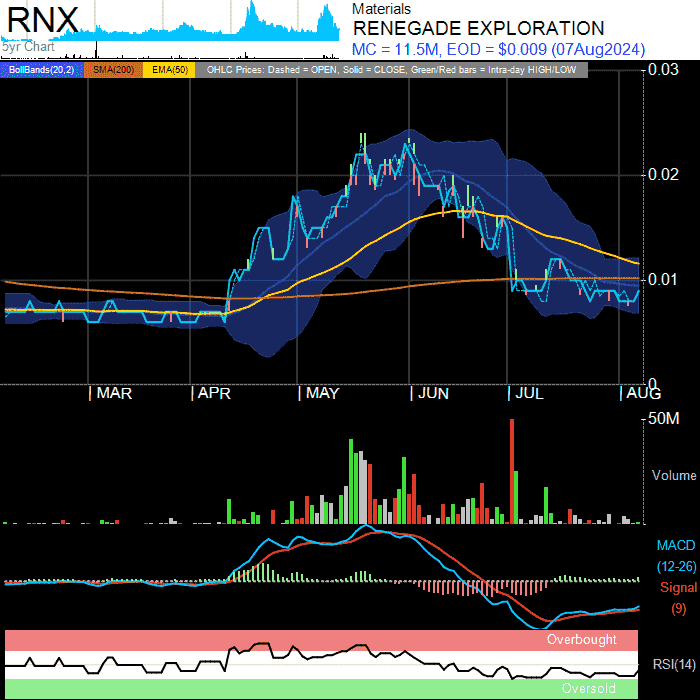 RNX
5yr Chart
Materials
RENEGADE EXPLORATION
MC = 11.5M, EOD = $0.009 (07Aug2024)
BollBands(20,2) SMA(200) EMA(50) OHLC Prices: Dashed = OPEN, Solid = CLOSE, Green/Red bars = Intra-day HIGH/LOW
0.03
0.02
0.01
0
| MAR | APR | MAY | JUN | JUL | AUG
50M
Volume
MACD
(12-26)
Signal
(9)
Overbought
RSI(14)
Oversold